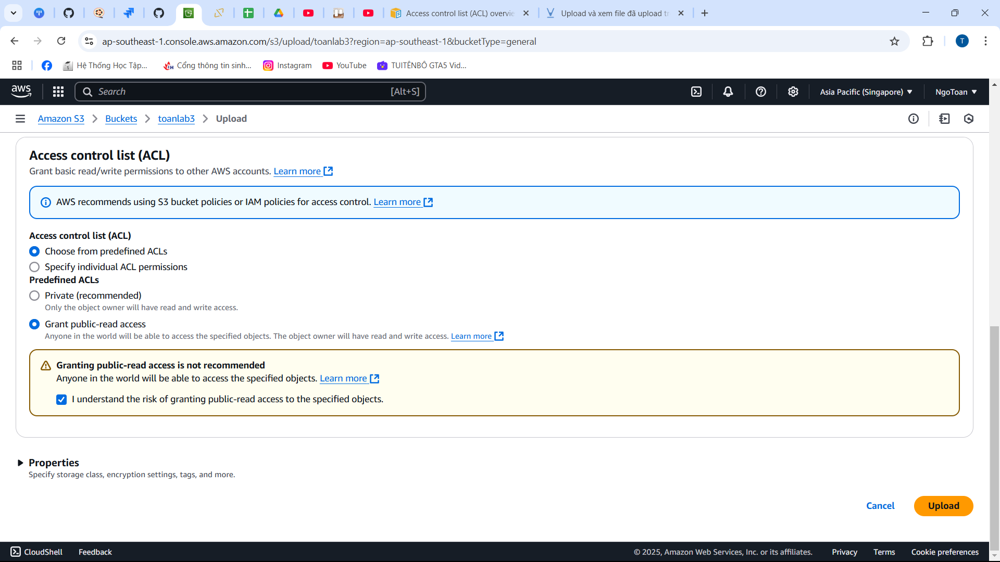 Access control list (ACL) overvie
Upload và xem file đã upload tr
ap-southeast-1.console.aws.amazon.com/s3/upload/toanlab3?region=ap-southeast-1&bucketType=general
T
Hệ Thống Học Tập...
Cổng thông tin sinh...
Instagram
YouTube
TUITÊNBÔ GTA5 Vid...
aws
Search
[Alt+S]
Asia Pacific (Singapore)
NgoToan
Amazon S3
Buckets
toanlab3
Upload
Access control list (ACL)
Grant basic read/write permissions to other AWS accounts. Learn more
AWS recommends using S3 bucket policies or IAM policies for access control. Learn more
Access control list (ACL)
Choose from predefined ACLs
Specify individual ACL permissions
Predefined ACLs
Private (recommended)
Only the object owner will have read and write access.
Grant public-read access
Anyone in the world will be able to access the specified objects. The object owner will have read and write access. Learn more
Granting public-read access is not recommended
Anyone in the world will be able to access the specified objects. Learn more
I understand the risk of granting public-read access to the specified objects.
Properties
Specify storage class, encryption settings, tags, and more.
Cancel
Upload
CloudShell
Feedback
© 2025, Amazon Web Services, Inc. or its affiliates.
Privacy
Terms
Cookie preferences